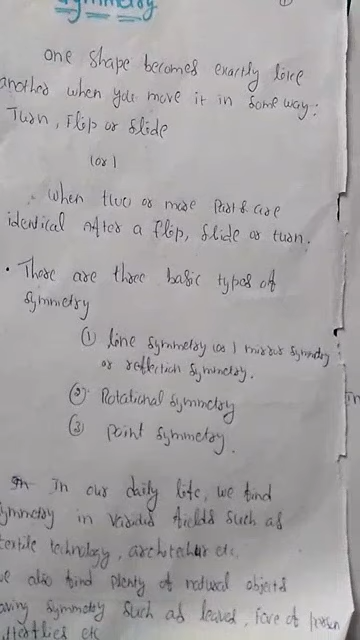 Symmetry
①
one shape becomes exactly like
another when you move it in some way:
Turn, Flip or Slide
(or)
When two or more parts are
identical After a flip, slide or turn.
• There are three basic types of
symmetry
① line symmetry (or) mirror symmetry
or reflection symmetry.
② Rotational symmetry
③ point symmetry.
In our daily life, we find
symmetry in various fields such as
textile technology, architechur etc.
we also find plenty of natural objects
having symmetry such as leaves, face of person
etc